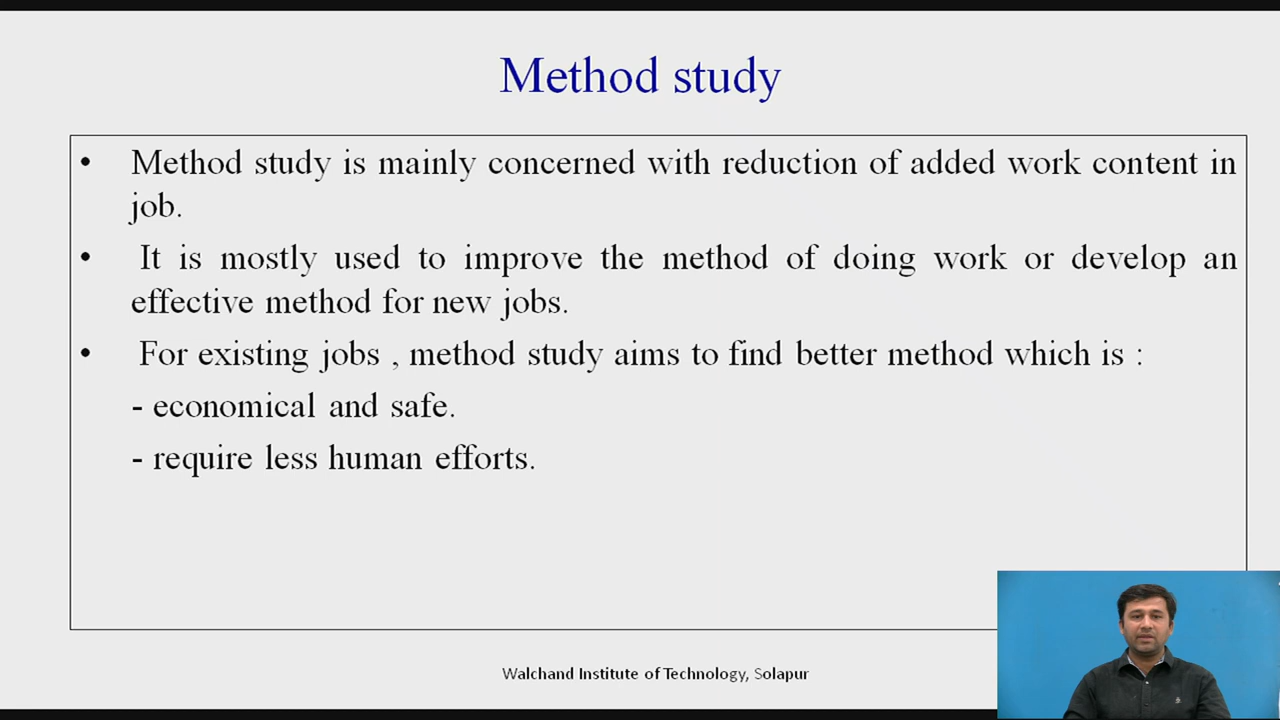 Method study
• Method study is mainly concerned with reduction of added work content in
job.
• It is mostly used to improve the method of doing work or develop an
effective method for new jobs.
• For existing jobs , method study aims to find better method which is :
- economical and safe.
- require less human efforts.
Walchand Institute of Technology, Solapur